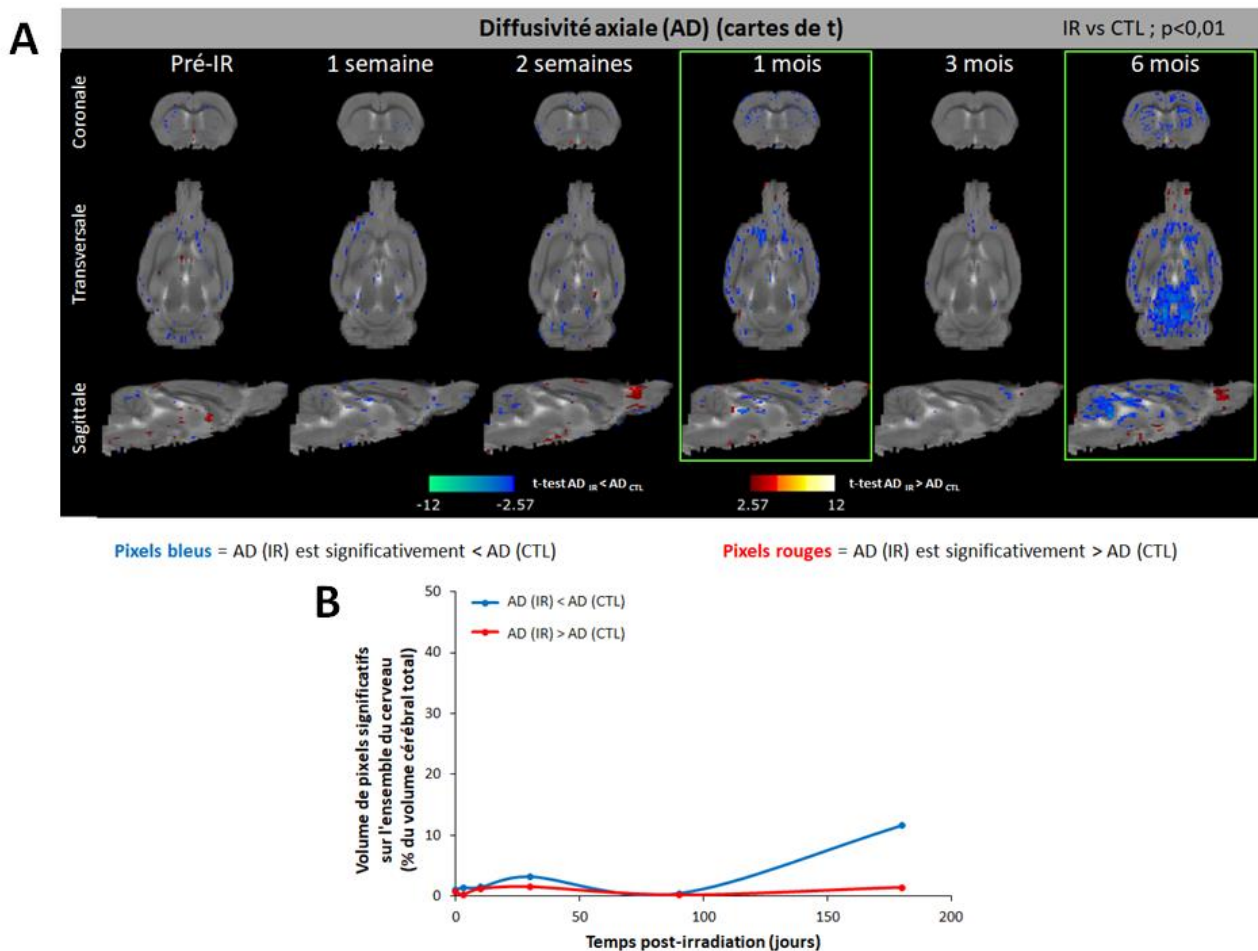 A
Diffusivité axiale (AD) (cartes de t)
IR vs CTL ; p<0,01
Pré-IR
1 semaine
2 semaines
1 mois
3 mois
6 mois
Coronale
Transversale
Sagittale
t-test AD IR < AD CTL
-12
-2.57
t-test AD IR > AD CTL
2.57
12
Pixels bleus = AD (IR) est significativement < AD (CTL)
Pixels rouges = AD (IR) est significativement > AD (CTL)
B
AD (IR) < AD (CTL)
AD (IR) > AD (CTL)
Volume de pixels significatifs
sur l'ensemble du cerveau
(% du volume cérébral total)
50
40
30
20
10
0
0
50
100
150
200
Temps post-irradiation (jours)